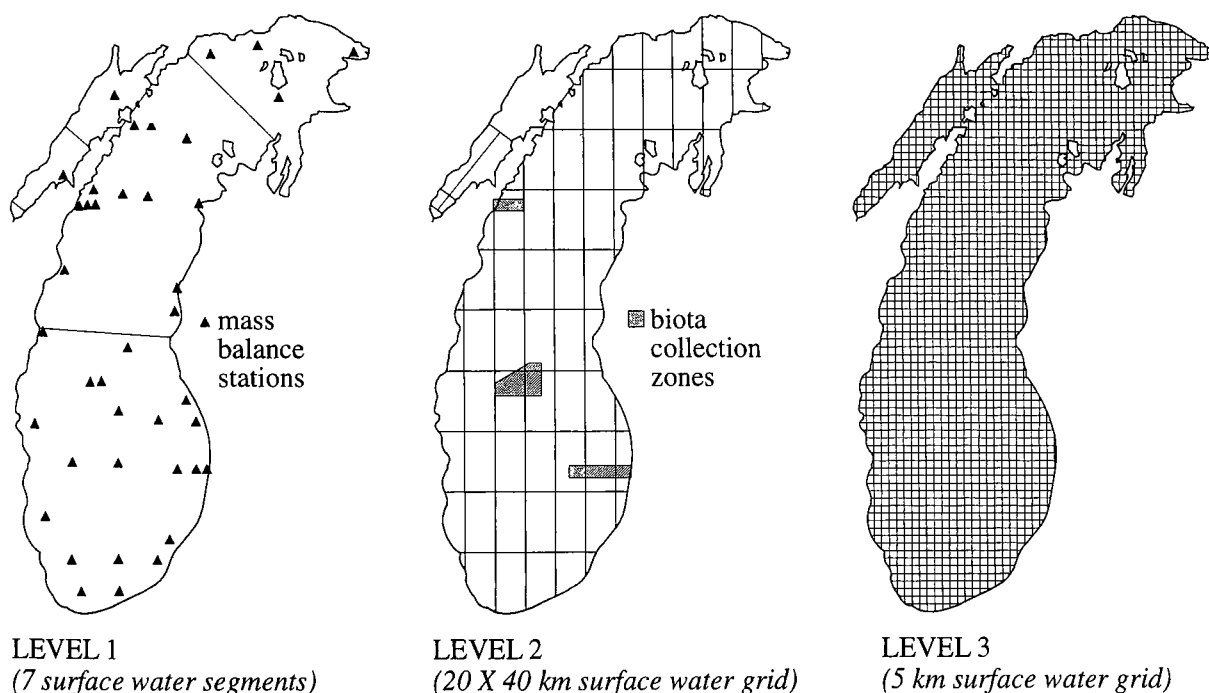 ▲ mass
balance
stations
biota
collection
zones
LEVEL 1
(7 surface water segments)
LEVEL 2
(20 X 40 km surface water grid)
LEVEL 3
(5 km surface water grid)